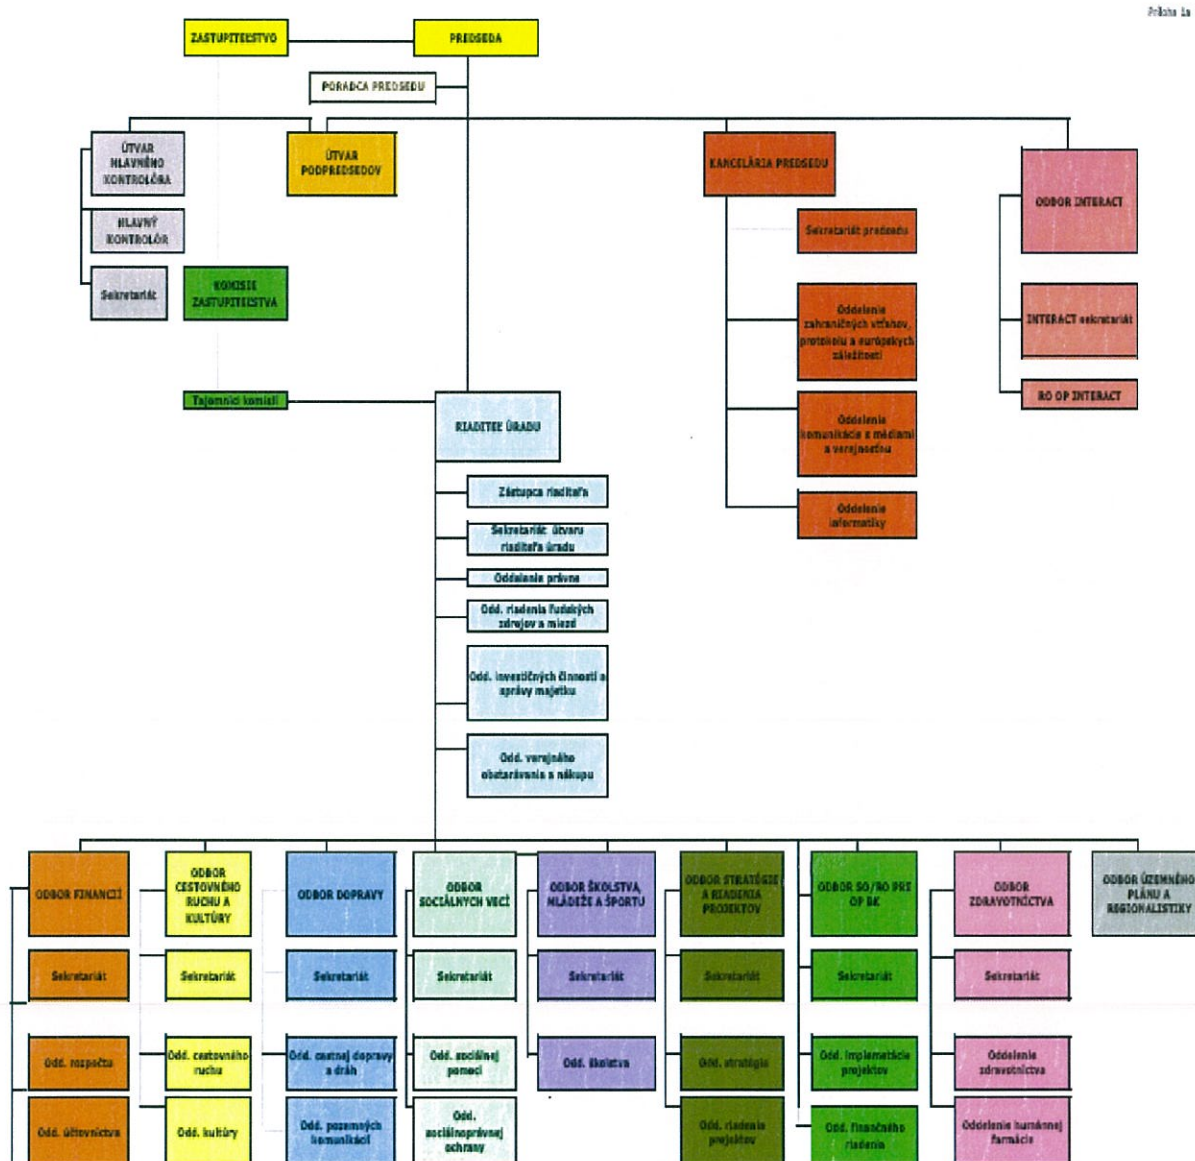 Príloha 1a
ZASTUPITEĽSTVO
PREDSEDA
PORADCA PREDSEDU
ÚTVAR
HLAVNÉHO
KONTROLÓRA
ÚTVAR
PODPREDSEDOV
KANCELÁRIA PREDSEDU
ODBOR INTERACT
HLAVNÝ
KONTROLÓR
Sekretariát predsedu
Sekretariát
KOMISIE
ZASTUPITEĽSTVA
Oddelenie
zahraničných vzťahov,
protokolu a európskych
záležitostí
INTERACT sekretariát
Tajomníci komisií
RO OP INTERACT
RIADITEĽ ÚRADU
Oddelenie
komunikácie s médiami
a verejnosťou
Zástupca riaditeľa
Oddelenie
informatiky
Sekretariát útvaru
riaditeľa úradu
Oddelenie právne
Odd. riadenia ľudských
zdrojov a miezd
Odd. investičných činností a
správy majetku
Odd. verejného
obstarávania a nákupu
ODBOR FINANCIÍ
ODBOR
CESTOVNÉHO
RUCHU A
KULTÚRY
ODBOR DOPRAVY
ODBOR
SOCIÁLNYCH VECÍ
ODBOR ŠKOLSTVA,
MLÁDEŽE A ŠPORTU
ODBOR STRATÉGIE
A RIADENIA
PROJEKTOV
ODBOR SO/RO PRE
OP BK
ODBOR
ZDRAVOTNÍCTVA
ODBOR ÚZEMNÉHO
PLÁNU A
REGIONALISTIKY
Sekretariát
Sekretariát
Sekretariát
Sekretariát
Sekretariát
Sekretariát
Sekretariát
Sekretariát
Odd. rozpočtu
Odd. cestovného
ruchu
Odd. cestnej dopravy
a dráh
Odd. sociálnej
pomoci
Odd. školstva
Odd. stratégie
Odd. implemetácie
projektov
Oddelenie
zdravotníctva
Odd. účtovníctva
Odd. kultúry
Odd. pozemných
komunikácií
Odd.
sociálnoprávnej
ochrany
Odd. riadenia
projektov
Odd. finančného
riadenia
Oddelenie humánnej
farmácie